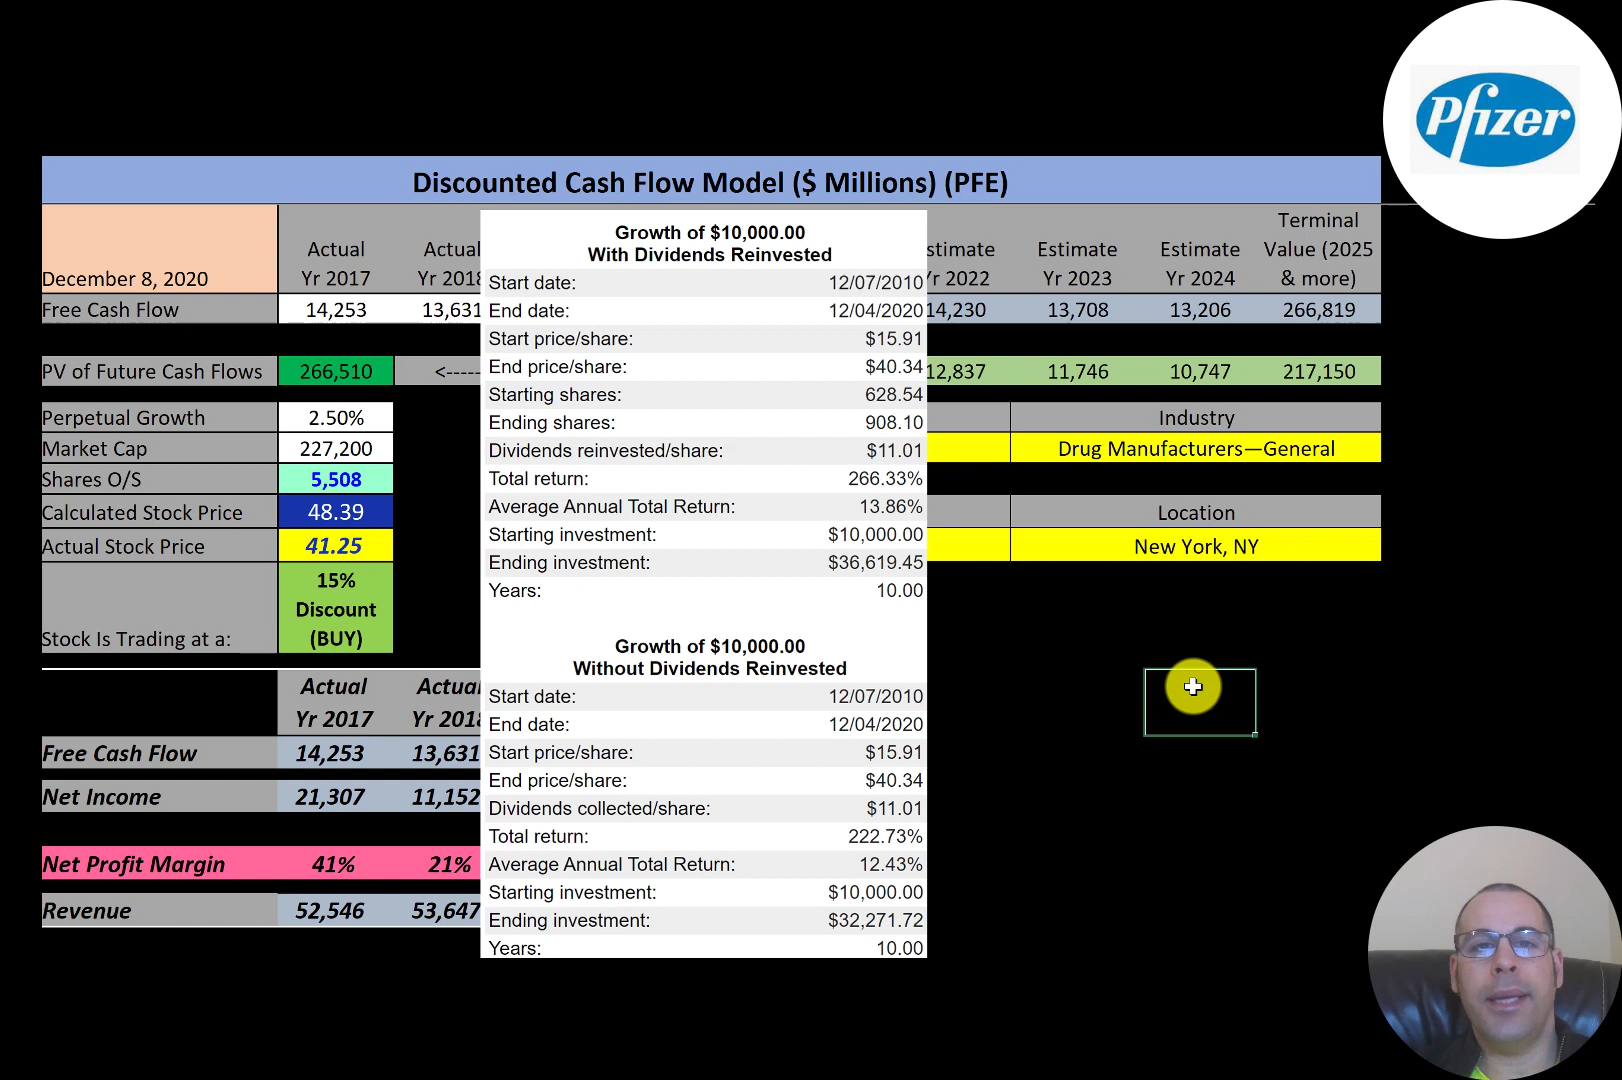 Pfizer
Discounted Cash Flow Model ($ Millions) (PFE)
December 8, 2020
Actual
Yr 2017
Actual
Yr 2018
stimate
Yr 2022
Estimate
Yr 2023
Estimate
Yr 2024
Terminal
Value (2025
& more)
Free Cash Flow 14,253 13,631 14,230 13,708 13,206 266,819
PV of Future Cash Flows 266,510 <----- 12,837 11,746 10,747 217,150
Perpetual Growth 2.50%
Market Cap 227,200
Shares O/S 5,508
Calculated Stock Price 48.39
Actual Stock Price 41.25
Stock Is Trading at a:
15%
Discount
(BUY)
Industry
Drug Manufacturers—General
Location
New York, NY
Growth of $10,000.00
With Dividends Reinvested
Start date: 12/07/2010
End date: 12/04/2020
Start price/share: $15.91
End price/share: $40.34
Starting shares: 628.54
Ending shares: 908.10
Dividends reinvested/share: $11.01
Total return: 266.33%
Average Annual Total Return: 13.86%
Starting investment: $10,000.00
Ending investment: $36,619.45
Years: 10.00
Growth of $10,000.00
Without Dividends Reinvested
Start date: 12/07/2010
End date: 12/04/2020
Start price/share: $15.91
End price/share: $40.34
Dividends collected/share: $11.01
Total return: 222.73%
Average Annual Total Return: 12.43%
Starting investment: $10,000.00
Ending investment: $32,271.72
Years: 10.00
Actual
Yr 2017
Actual
Yr 2018
Free Cash Flow 14,253 13,631
Net Income 21,307 11,152
Net Profit Margin 41% 21%
Revenue 52,546 53,647